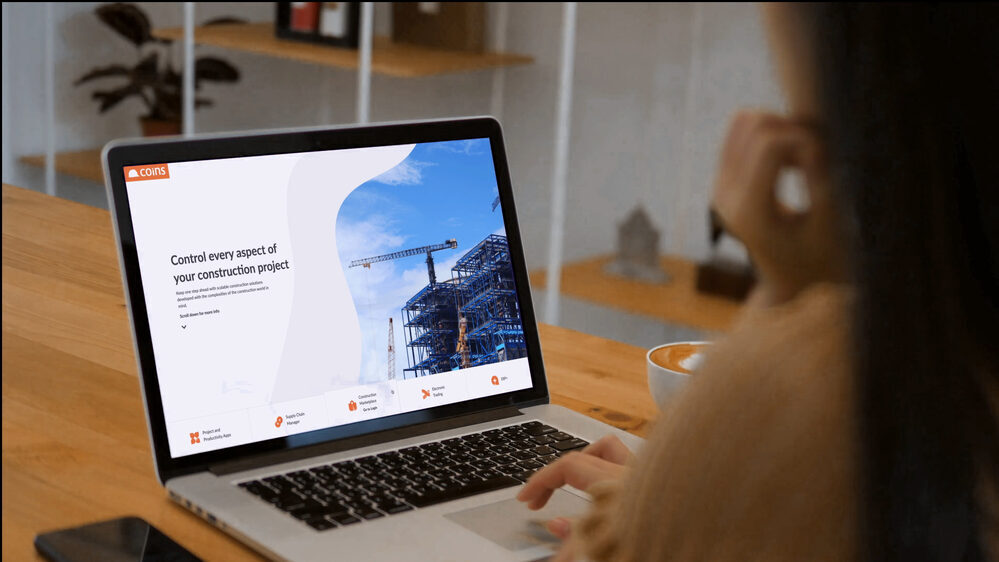 COINS
Control every aspect of
your construction project
Keep one step ahead with scalable construction solutions
developed with the complexities of the construction world in
mind.
Scroll down for more info
Project and
Productivity Apps
Supply Chain
Manager
Construction
Marketplace
Go to Login
Electronic
Trading
ERP+